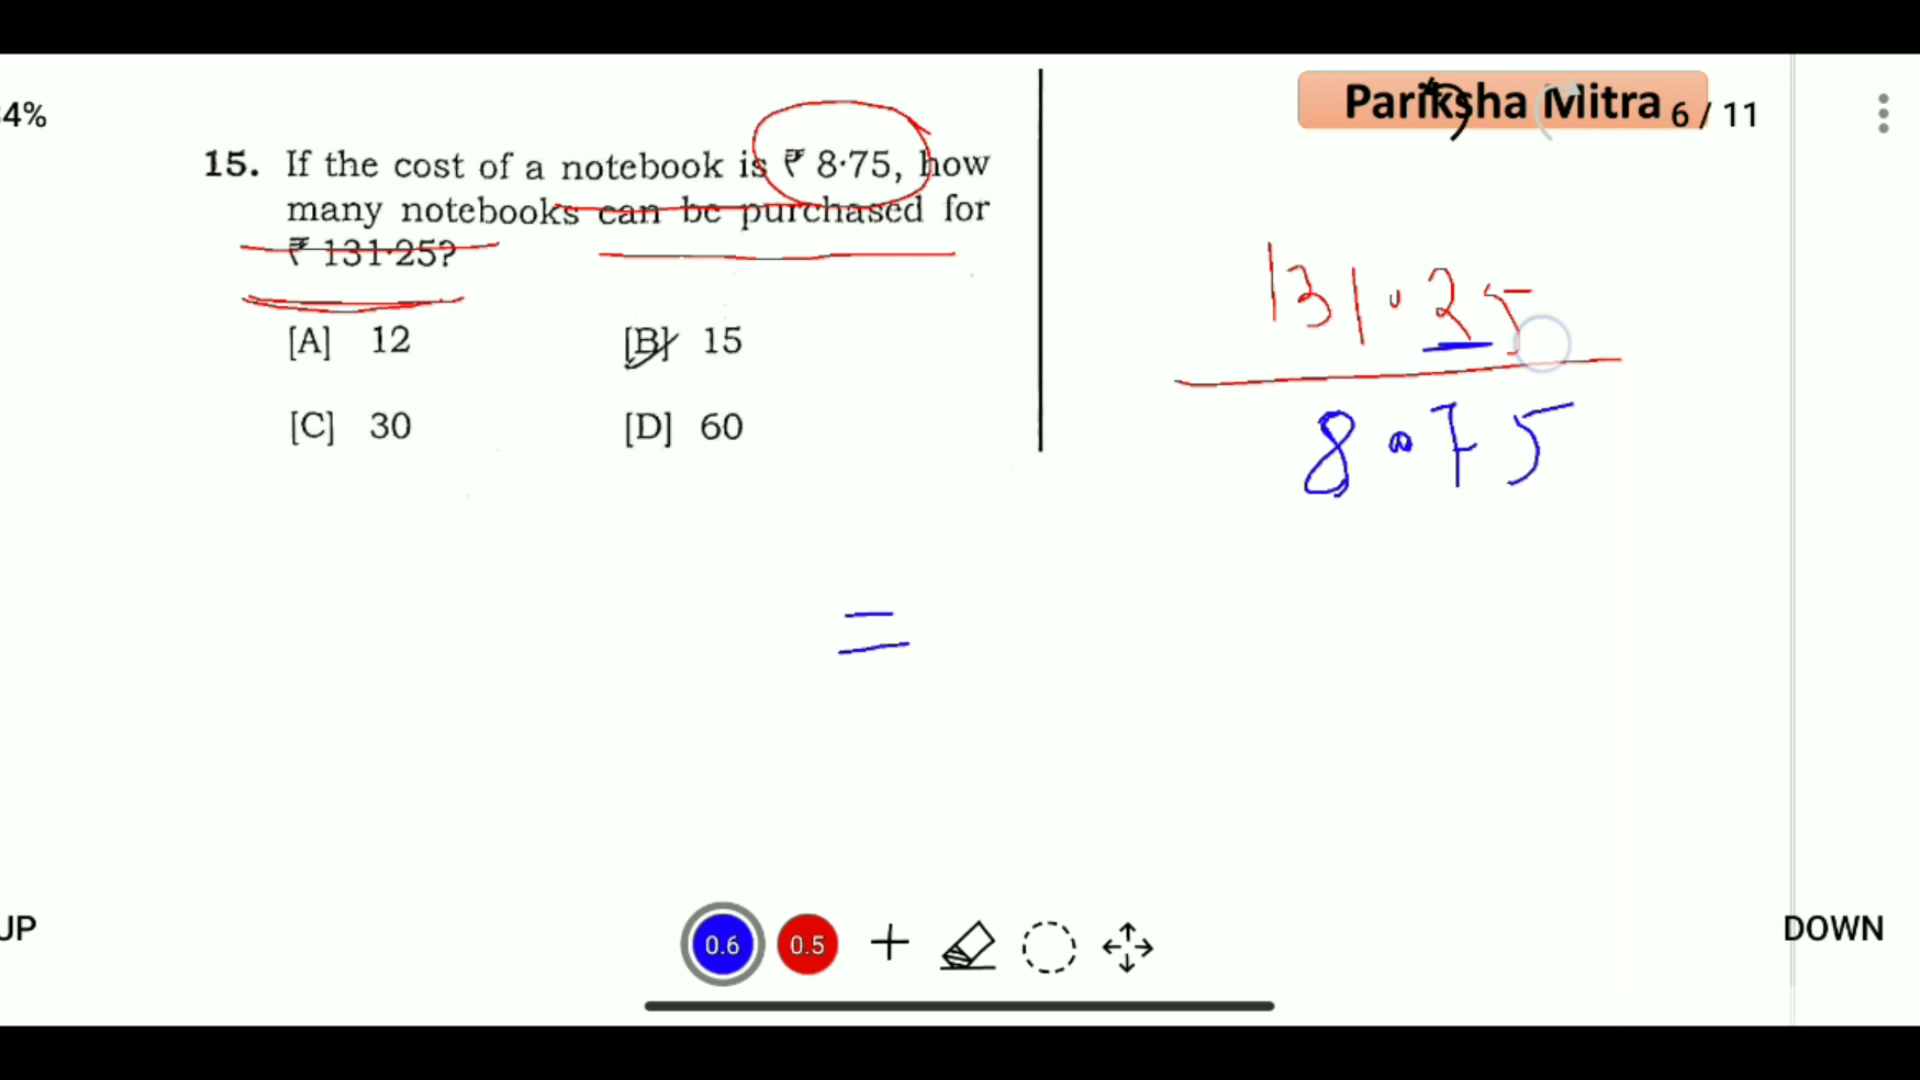 4%
Pariksha Mitra
6 / 11
15. If the cost of a notebook is ₹ 8·75, how
many notebooks can be purchased for
₹ 131·25?
[A] 12
[B] 15
[C] 30
[D] 60
131.25
8.75
=
UP
0.6
0.5
DOWN